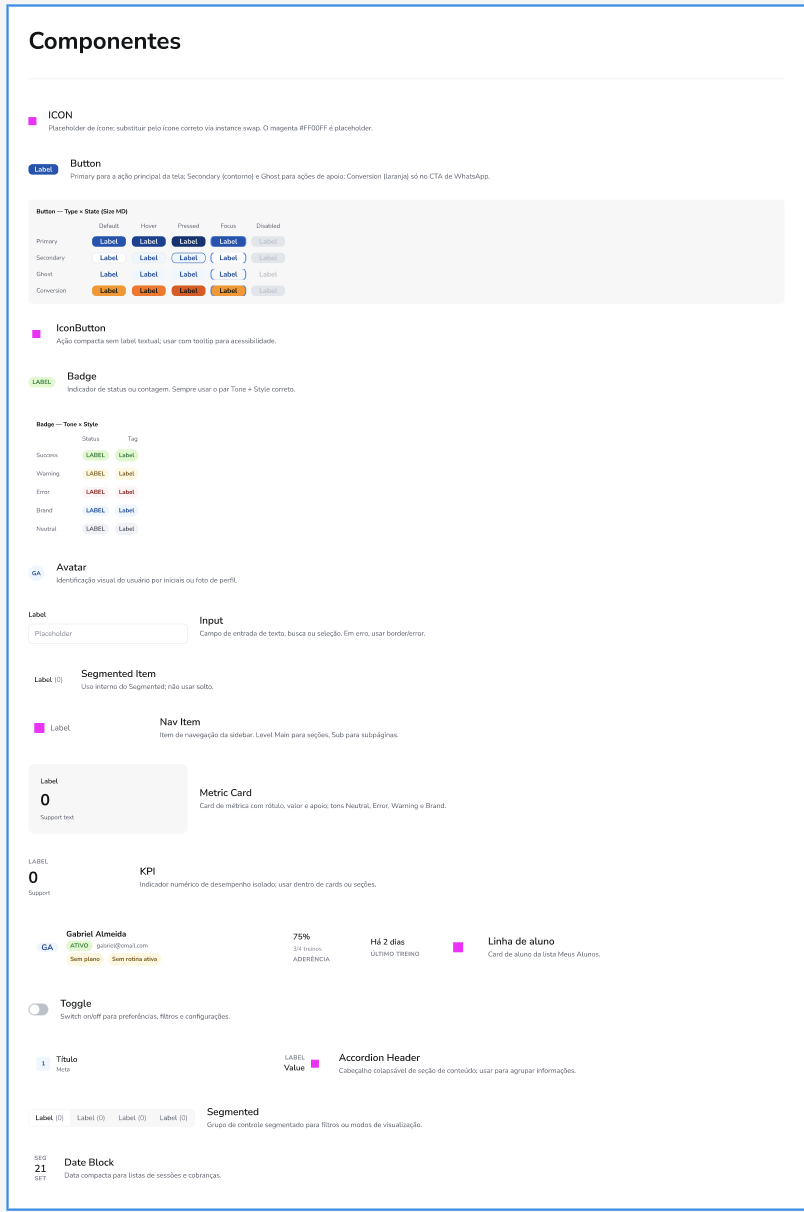 Componentes
ICON
Placeholder de ícone; substituir pelo ícone correto via instance swap. O magenta #FF00FF é placeholder.
Label
Button
Primary para a ação principal da tela; Secondary (contorno) e Ghost para ações de apoio; Conversion (laranja) só no CTA de WhatsApp.
Button — Type × State (Size MD)
Default Hover Pressed Focus Disabled
Primary Label Label Label Label Label
Secondary Label Label Label Label Label
Ghost Label Label Label Label Label
Conversion Label Label Label Label Label
IconButton
Ação compacta sem label textual; usar com tooltip para acessibilidade.
LABEL
Badge
Indicador de status ou contagem. Sempre usar o par Tone + Style correto.
Badge — Tone × Style
Status Tag
Success LABEL Label
Warning LABEL Label
Error LABEL Label
Brand LABEL Label
Neutral LABEL Label
GA
Avatar
Identificação visual do usuário por iniciais ou foto de perfil.
Label
Placeholder
Input
Campo de entrada de texto, busca ou seleção. Em erro, usar border/error.
Label (0)
Segmented Item
Uso interno do Segmented; não usar solto.
Label
Nav Item
Item de navegação da sidebar. Level Main para seções, Sub para subpáginas.
Label
0
Support text
Metric Card
Card de métrica com rótulo, valor e apoio; tons Neutral, Error, Warning e Brand.
LABEL
0
Support
KPI
Indicador numérico de desempenho isolado; usar dentro de cards ou seções.
GA
Gabriel Almeida
ATIVO gabriel@email.com
Sem plano Sem rotina ativa
75%
3/4 treinos
ADERÊNCIA
Há 2 dias
ÚLTIMO TREINO
Linha de aluno
Card de aluno da lista Meus Alunos.
Toggle
Switch on/off para preferências, filtros e configurações.
1
Título
Meta
LABEL
Value
Accordion Header
Cabeçalho colapsável de seção de conteúdo; usar para agrupar informações.
Label (0) Label (0) Label (0) Label (0)
Segmented
Grupo de controle segmentado para filtros ou modos de visualização.
SEG
21
SET
Date Block
Data compacta para listas de sessões e cobranças.